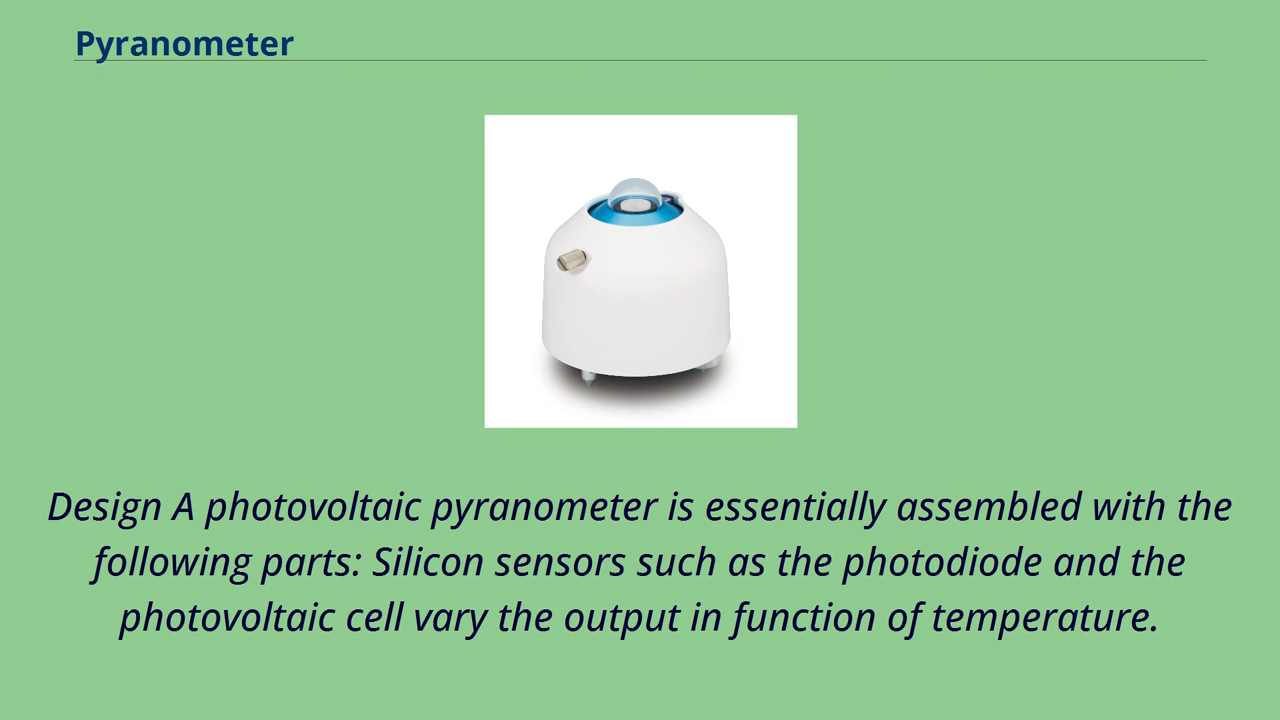 Pyranometer
Design A photovoltaic pyranometer is essentially assembled with the
following parts: Silicon sensors such as the photodiode and the
photovoltaic cell vary the output in function of temperature.